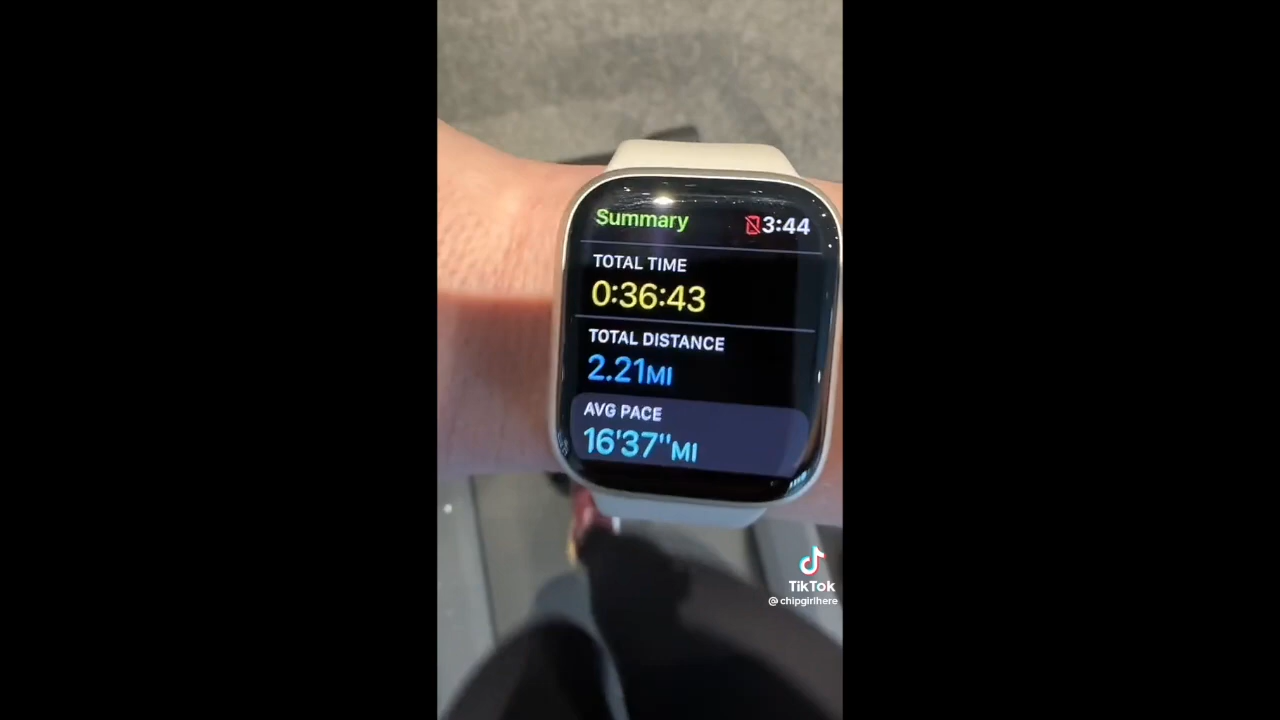 Summary
3:44
TOTAL TIME
0:36:43
TOTAL DISTANCE
2.21MI
AVG PACE
16'37"MI
TikTok
@chipgirlhere